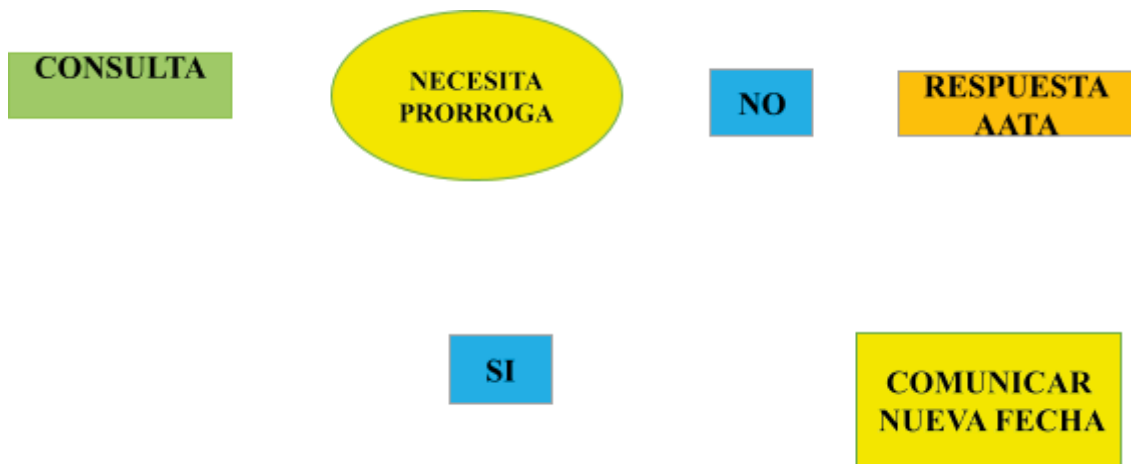 CONSULTA
NECESITA
PRORROGA
NO
RESPUESTA
AATA
SI
COMUNICAR
NUEVA FECHA